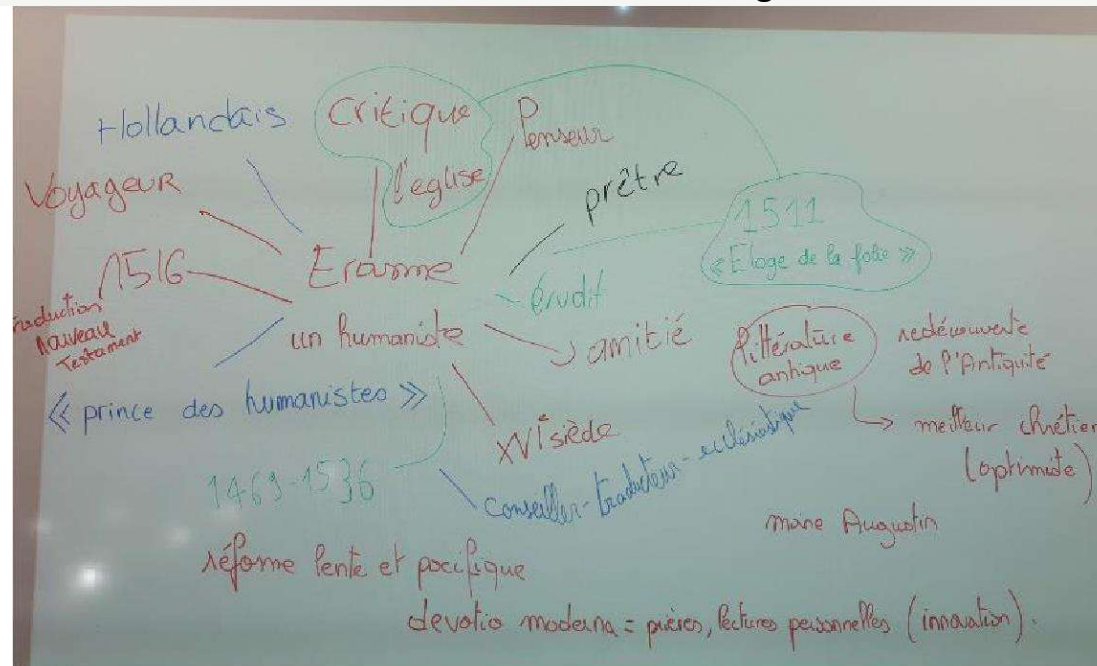 Hollandais
Critique
l'eglise
Penseur
Voyageur
prêtre
1511
« Eloge de la folie »
1516
Traduction
Nouveau
Testament
Erasme
un humaniste
érudit
amitié
littérature
antique
redécouverte
de l'Antiquité
meilleur chrétien
(optimiste)
« prince des humanistes »
XVIe siècle
1469-1536
conseiller-traducteur-ecclésiastique
moine Augustin
réforme lente et pacifique
devotio moderna = prières, lectures personnelles (innovation).